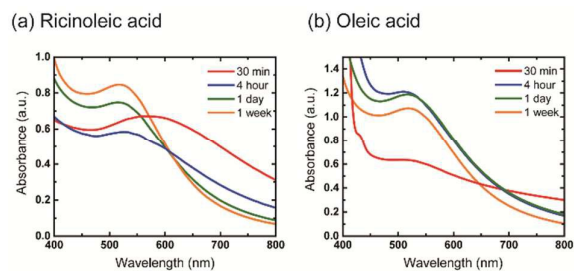 (a) Ricinoleic acid
1.0
0.8
0.6
0.4
0.2
0.0
400 500 600 700 800
Absorbance (a.u.)
Wavelength (nm)
30 min
4 hour
1 day
1 week
(b) Oleic acid
1.4
1.2
1.0
0.8
0.6
0.4
0.2
0.0
400 500 600 700 800
Absorbance (a.u.)
Wavelength (nm)
30 min
4 hour
1 day
1 week